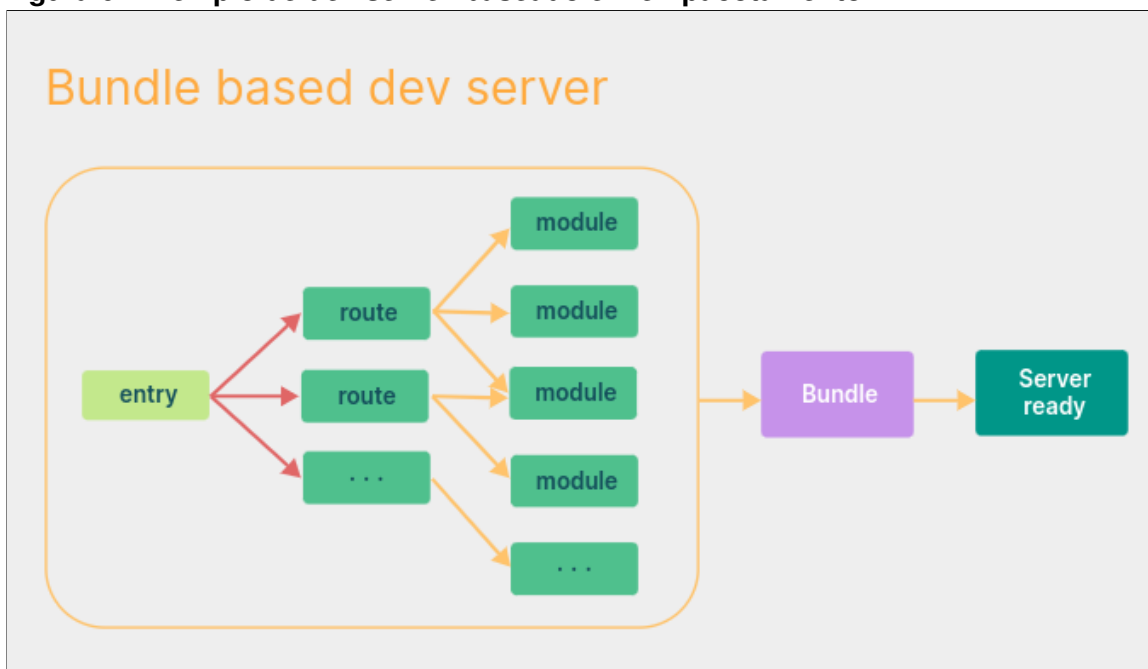 Bundle based dev server
module
module
route
module
entry
route
Bundle
Server
ready
. . .
module
. . .